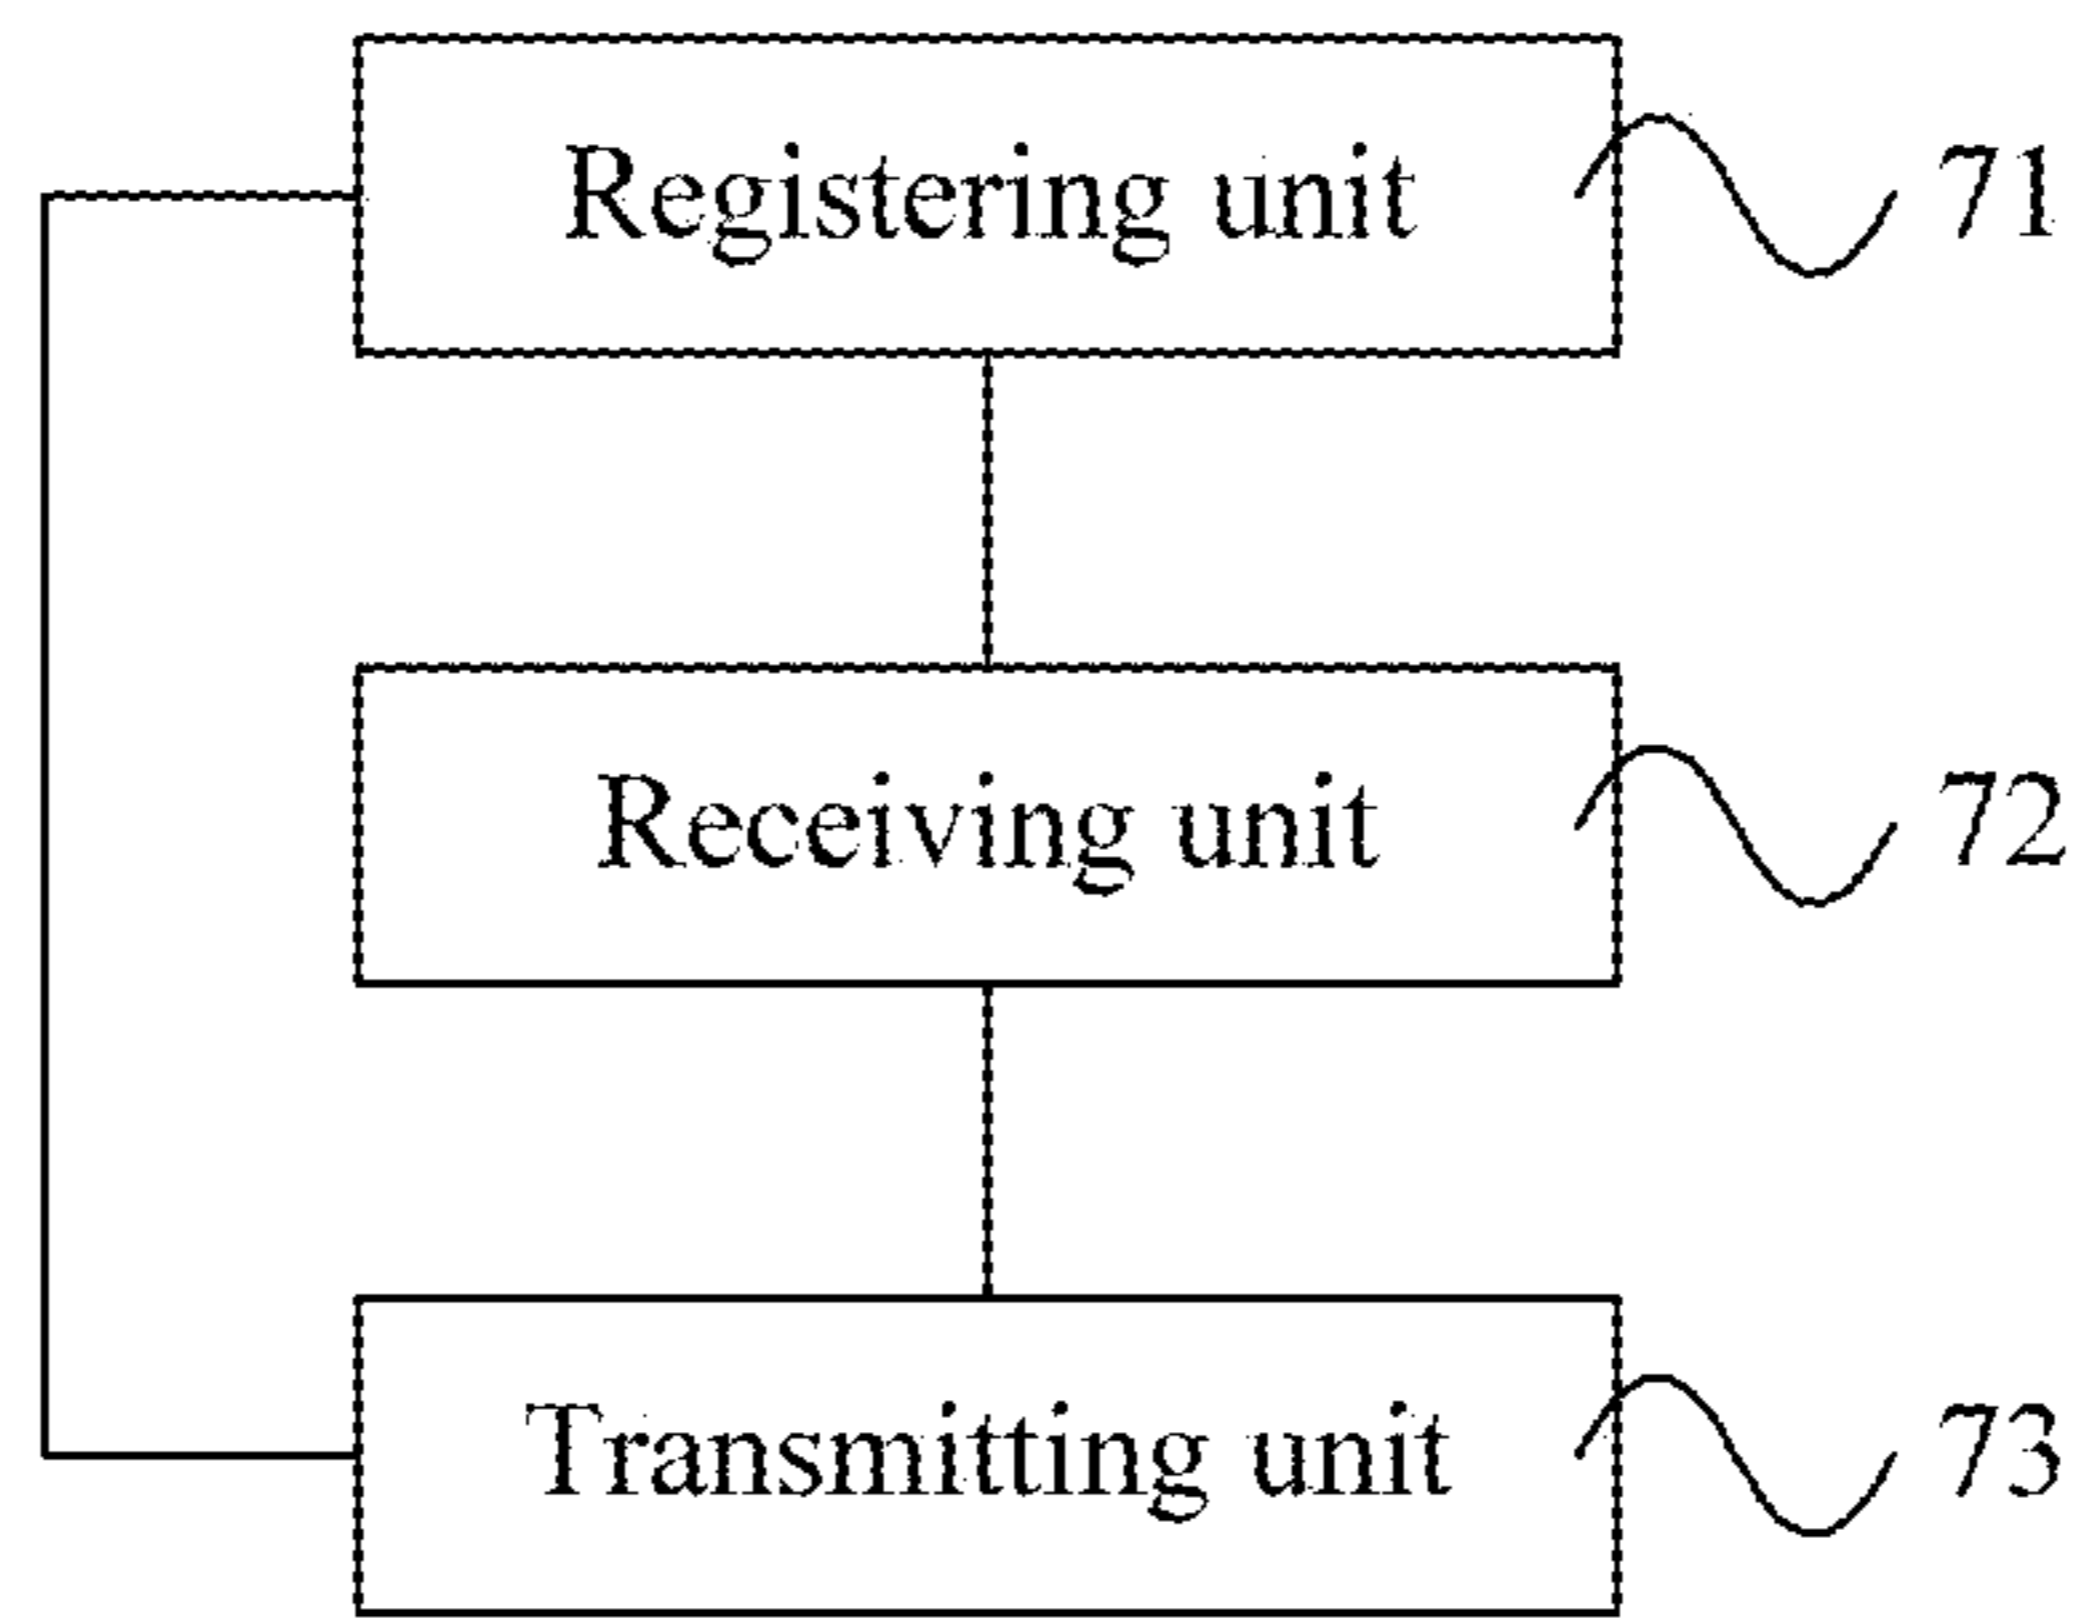 Registering unit 71
Receiving unit 72
Transmitting unit 73